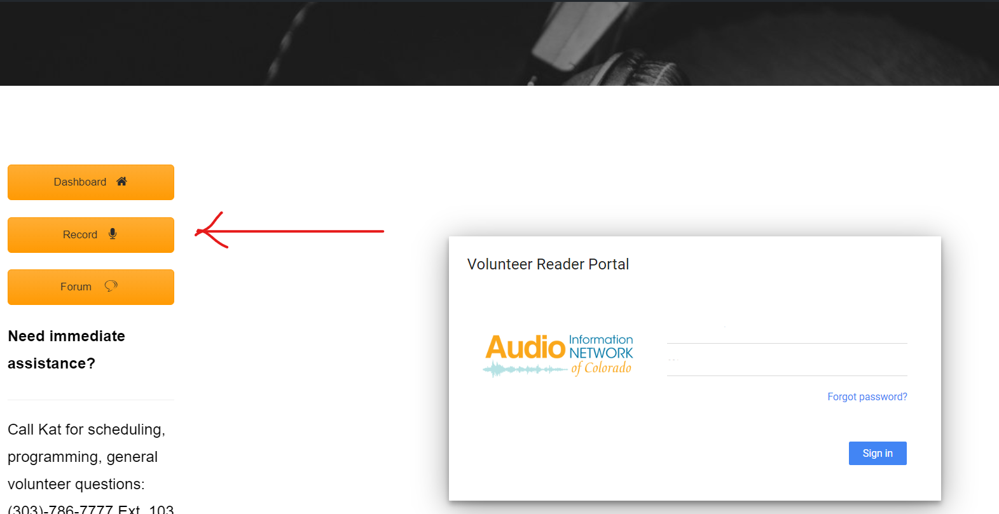 Dashboard
Record
Forum
Need immediate
assistance?
Call Kat for scheduling,
programming, general
volunteer questions:
(303)-786-7777 Ext. 103
Volunteer Reader Portal
Audio Information
NETWORK
of Colorado
Forgot password?
Sign in